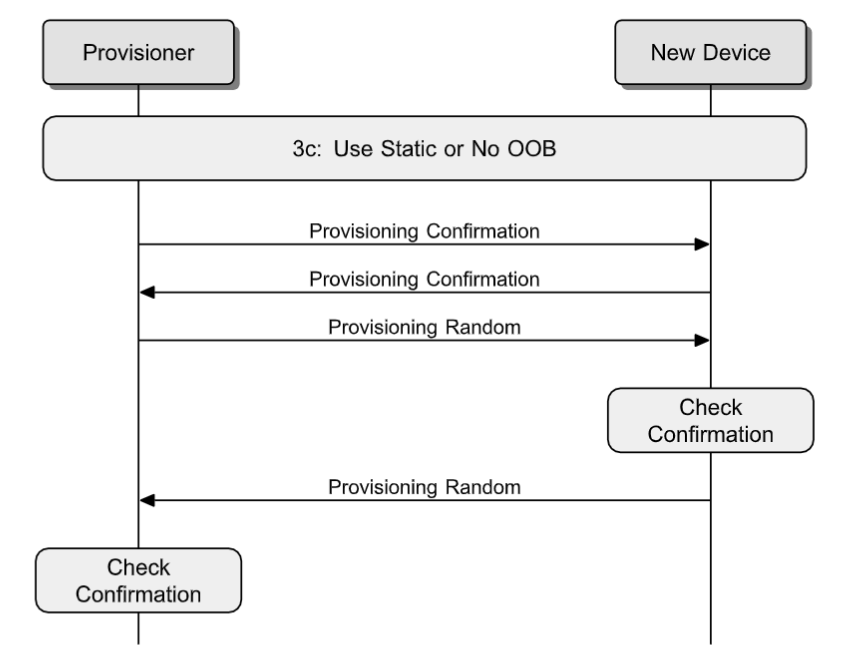 Provisioner
New Device
3c: Use Static or No OOB
Provisioning Confirmation
Provisioning Confirmation
Provisioning Random
Check
Confirmation
Provisioning Random
Check
Confirmation